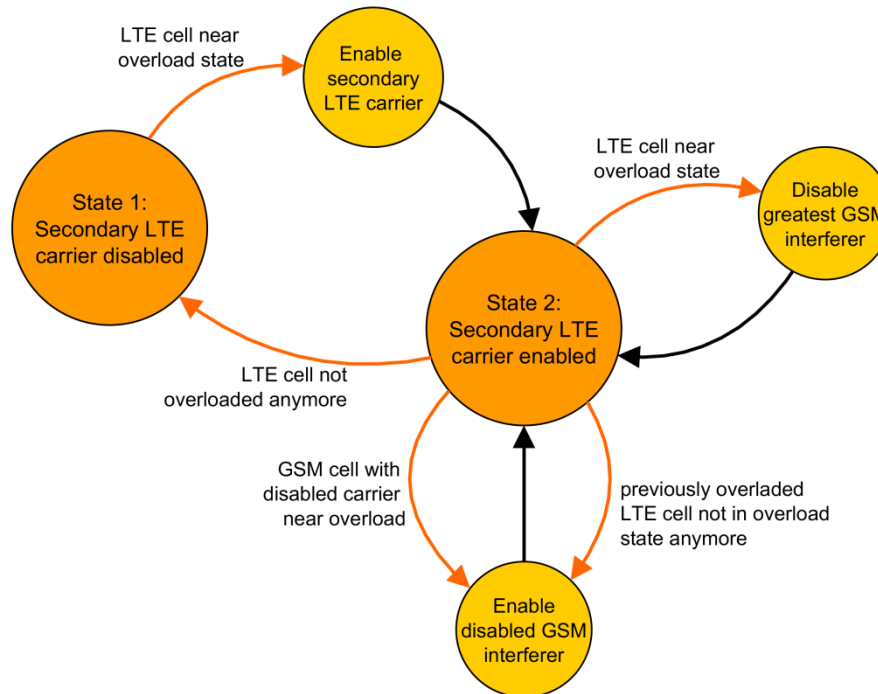 LTE cell near
overload state
Enable
secondary
LTE carrier
LTE cell near
overload state
Disable
greatest GSM
interferer
State 1:
Secondary LTE
carrier disabled
State 2:
Secondary LTE
carrier enabled
LTE cell not
overloaded anymore
GSM cell with
disabled carrier
near overload
previously overladed
LTE cell not in overload
state anymore
Enable
disabled GSM
interferer